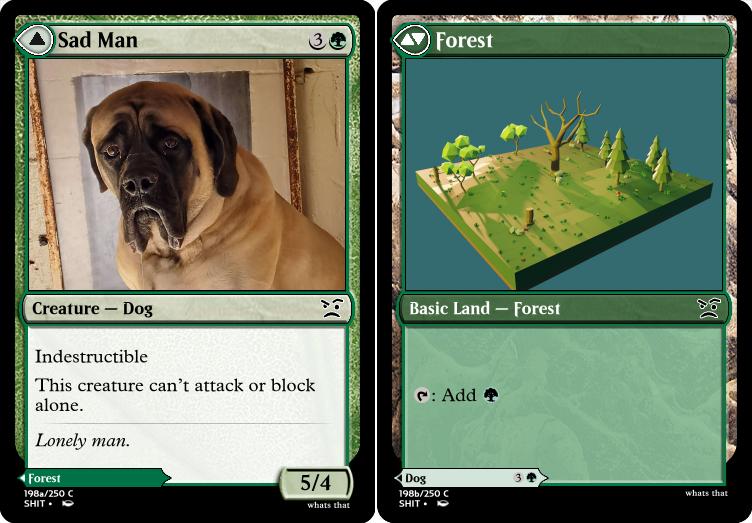 Sad Man
3
Creature — Dog
Indestructible
This creature can't attack or block
alone.
Lonely man.
Forest
5/4
198a/250 C
SHIT •
whats that
Forest
Basic Land — Forest
: Add
Dog
3
198b/250 C
SHIT •
whats that